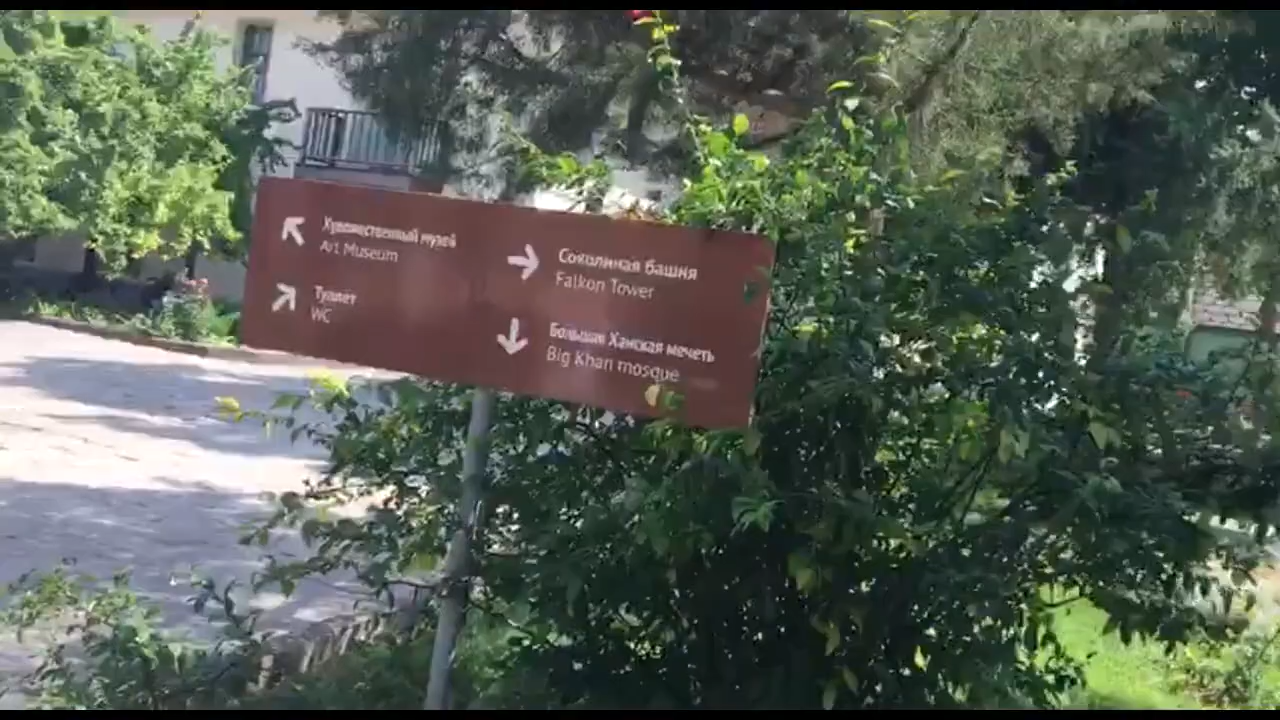 Художественный музей
Art Museum
Туалет
WC
Соколиная башня
Falkon Tower
Большая Ханская мечеть
Big Khan mosque